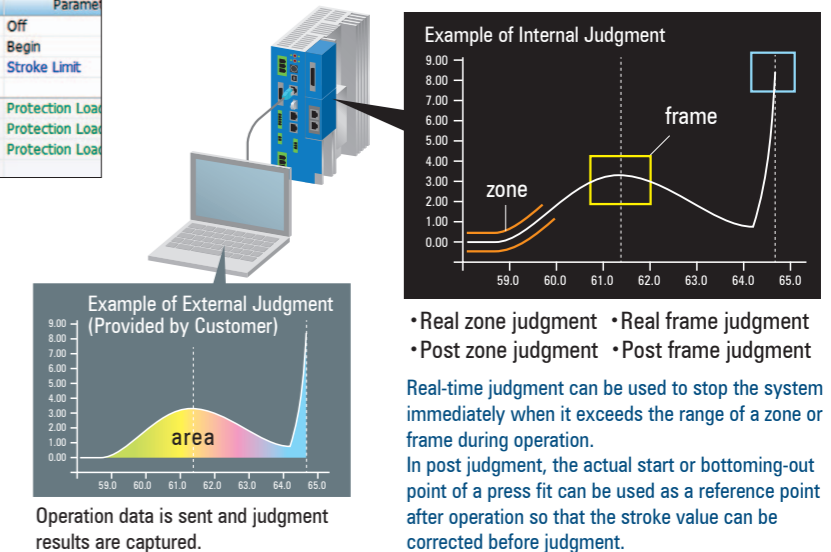 Off
Begin
Stroke Limit
Protection
Protection
Protection
Example of Internal Judgment
9.00
8.00
7.00
6.00
5.00
4.00
3.00
2.00
1.00
0.00
frame
zone
59.0 60.0 61.0 62.0 63.0 64.0 65.0
・Real zone judgment ・Real frame judgment
・Post zone judgment ・Post frame judgment
Real-time judgment can be used to stop the system
immediately when it exceeds the range of a zone or
frame during operation.
In post judgment, the actual start or bottoming-out
point of a press fit can be used as a reference point
after operation so that the stroke value can be
corrected before judgment.
Example of External Judgment
(Provided by Customer)
9.00
8.00
7.00
6.00
5.00
4.00
3.00
2.00
1.00
0.00
area
59.0 60.0 61.0 62.0 63.0 64.0 65.0
Operation data is sent and judgment
results are captured.